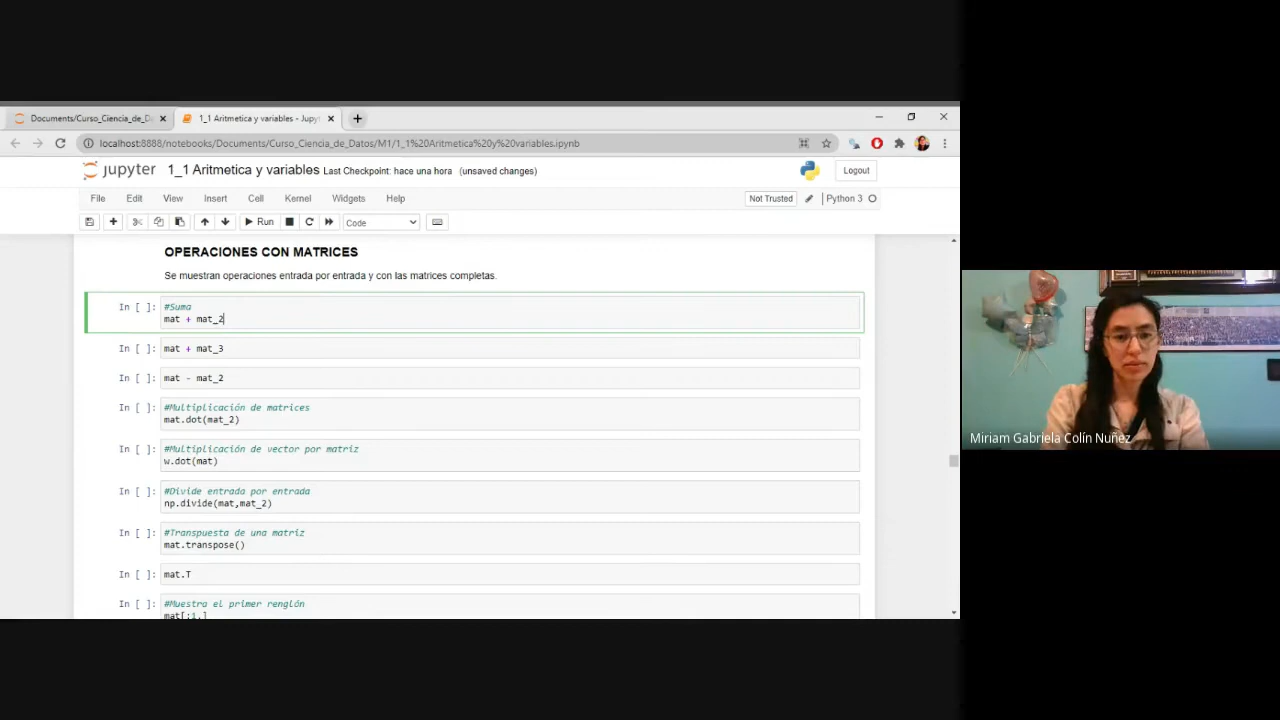 Documents/Curso_Ciencia_de_Da
1_1 Aritmetica y variables - Jupyt
localhost:8888/notebooks/Documents/Curso_Ciencia_de_Datos/M1/1_1%20Aritmetica%20y%20variables.ipynb
jupyter 1_1 Aritmetica y variables Last Checkpoint: hace una hora (unsaved changes)
Logout
File Edit View Insert Cell Kernel Widgets Help
Not Trusted
Python 3
Run
Code
OPERACIONES CON MATRICES
Se muestran operaciones entrada por entrada y con las matrices completas.
In [ ]: #Suma
mat + mat_2
In [ ]: mat + mat_3
In [ ]: mat - mat_2
In [ ]: #Multiplicación de matrices
mat.dot(mat_2)
In [ ]: #Multiplicación de vector por matriz
w.dot(mat)
In [ ]: #Divide entrada por entrada
np.divide(mat,mat_2)
In [ ]: #Transpuesta de una matriz
mat.transpose()
In [ ]: mat.T
In [ ]: #Muestra el primer renglón
mat[:1,]
Miriam Gabriela Colín Nuñez